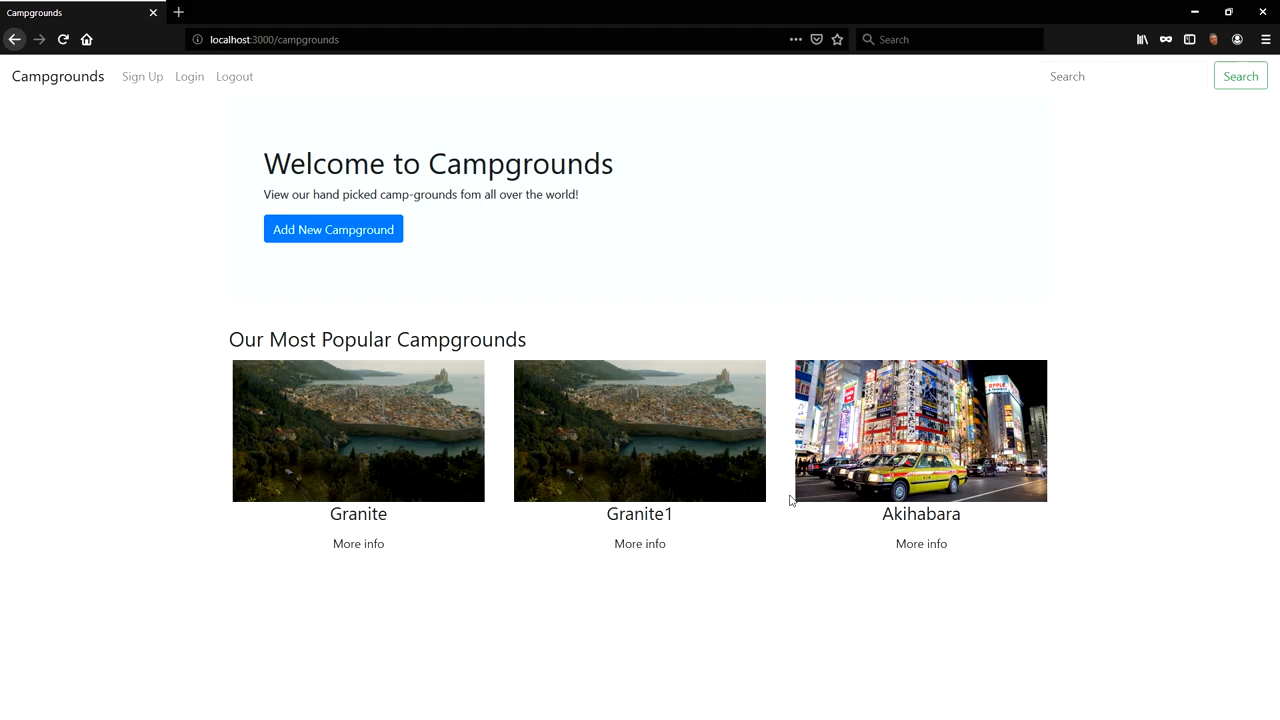 Campgrounds
localhost:3000/campgrounds
Search
Campgrounds Sign Up Login Logout Search Search
Welcome to Campgrounds
View our hand picked camp-grounds fom all over the world!
Add New Campground
Our Most Popular Campgrounds
APPLE
Granite Granite1 Akihabara
More info More info More info